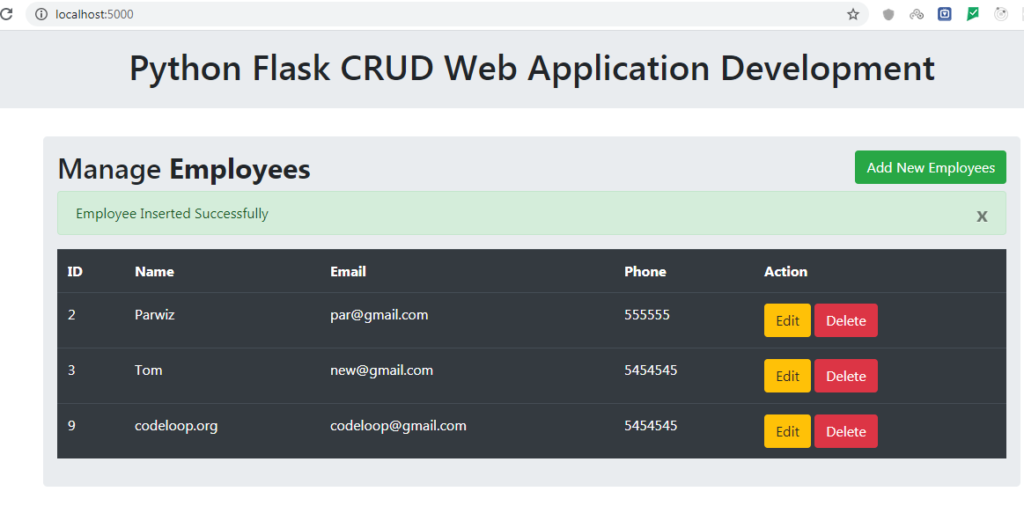 localhost:5000
Python Flask CRUD Web Application Development
Manage Employees
Add New Employees
Employee Inserted Successfully
x
ID Name Email Phone Action
2 Parwiz par@gmail.com 555555 Edit Delete
3 Tom new@gmail.com 5454545 Edit Delete
9 codeloop.org codeloop@gmail.com 5454545 Edit Delete